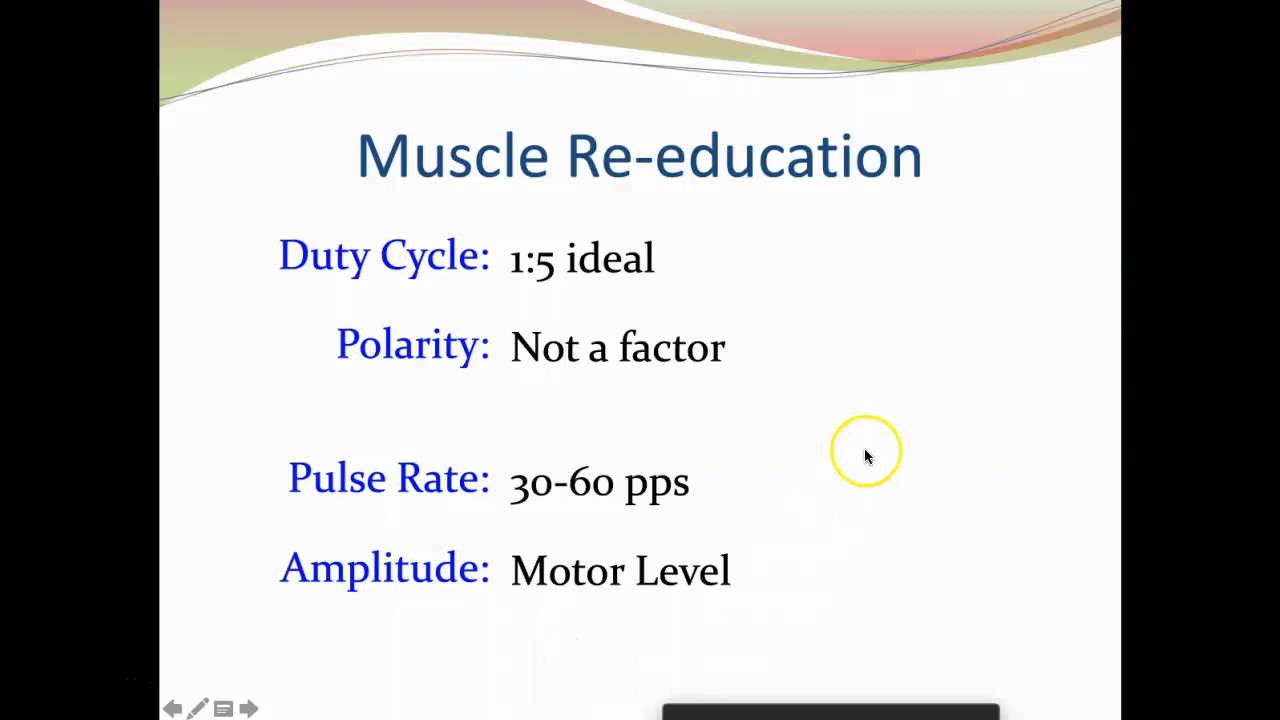 Muscle Re-education
Duty Cycle: 1:5 ideal
Polarity: Not a factor
Pulse Rate: 30-60 pps
Amplitude: Motor Level